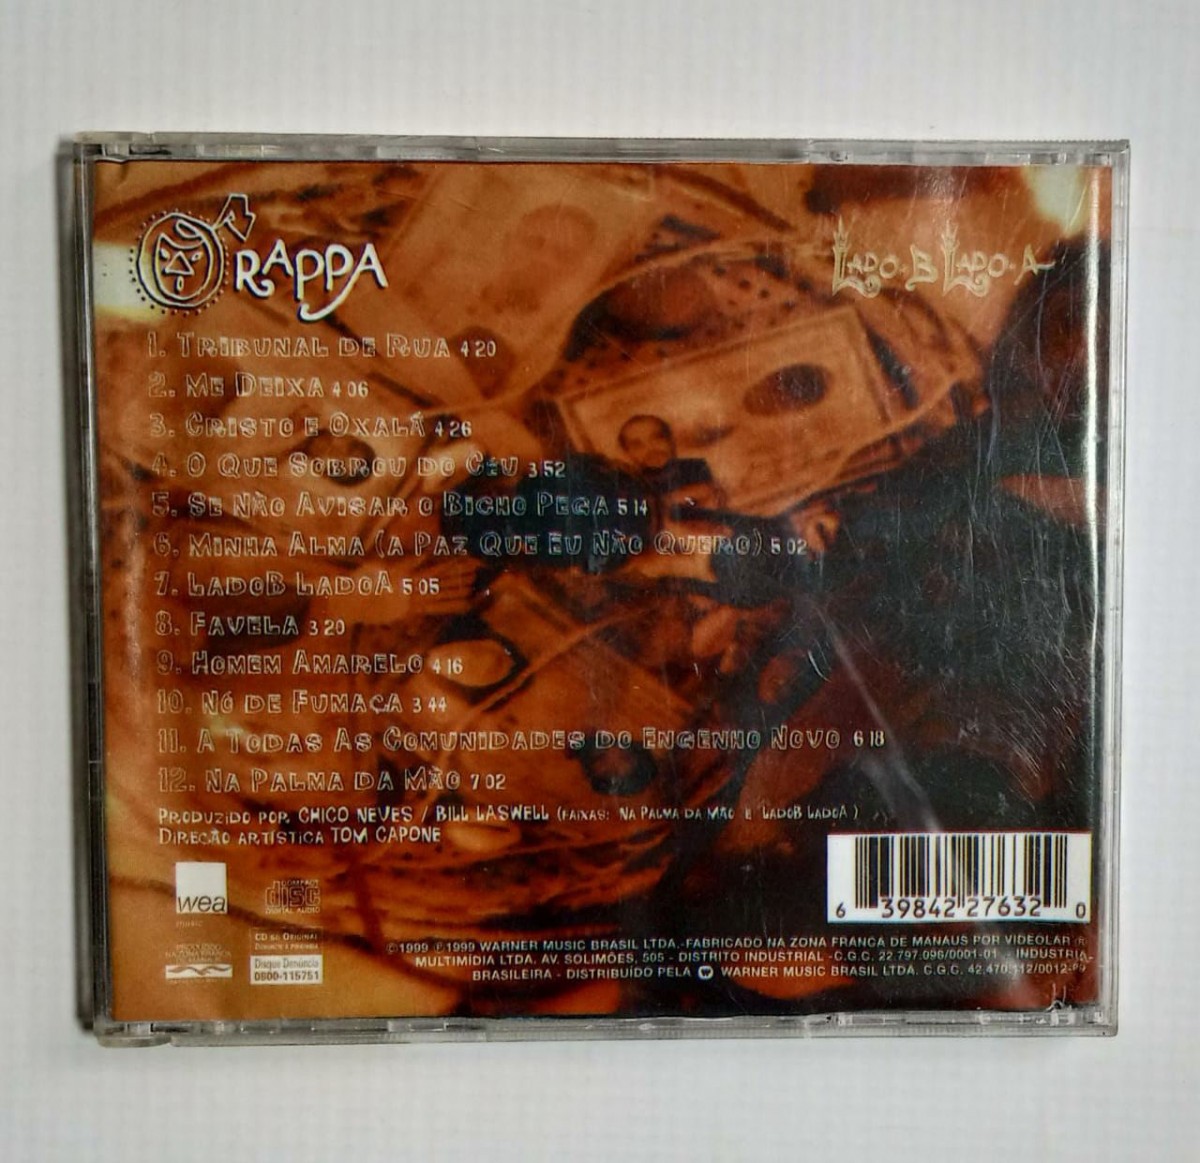 O RAPPA
LADO B LADO A
1. TRIBUNAL DE RUA 4 20
2. ME DEIXA 4 06
3. CRISTO E OXALÁ 4 26
4. O QUE SOBROU DO CÉU 3 52
5. SE NÃO AVISAR O BICHO PEGA 5 14
6. MINHA ALMA (A PAZ QUE EU NÃO QUERO) 5 02
7. LADOB LADOA 5 05
8. FAVELA 3 20
9. HOMEM AMARELO 4 16
10. NÓ DE FUMAÇA 3 44
11. A TODAS AS COMUNIDADES DO ENGENHO NOVO 6 18
12. NA PALMA DA MÃO 7 02
PRODUZIDO POR CHICO NEVES / BILL LASWELL (FAIXAS: NA PALMA DA MÃO E LADOB LADOA)
DIREÇÃO ARTÍSTICA TOM CAPONE
wea
music
COMPACT
disc
DIGITAL AUDIO
CD É ORIGINAL
Disque Denúncia
0800-115751
6 39842 27632 0
©1999 ℗1999 WARNER MUSIC BRASIL LTDA.-FABRICADO NA ZONA FRANCA DE MANAUS POR VIDEOLAR
MULTIMÍDIA LTDA. AV. SOLIMÕES, 505 - DISTRITO INDUSTRIAL -C.G.C. 22 797.096/0001-01 - INDÚSTRIA
BRASILEIRA - DISTRIBUÍDO PELA WARNER MUSIC BRASIL LTDA. C.G.C. 42.470.112/0012-99